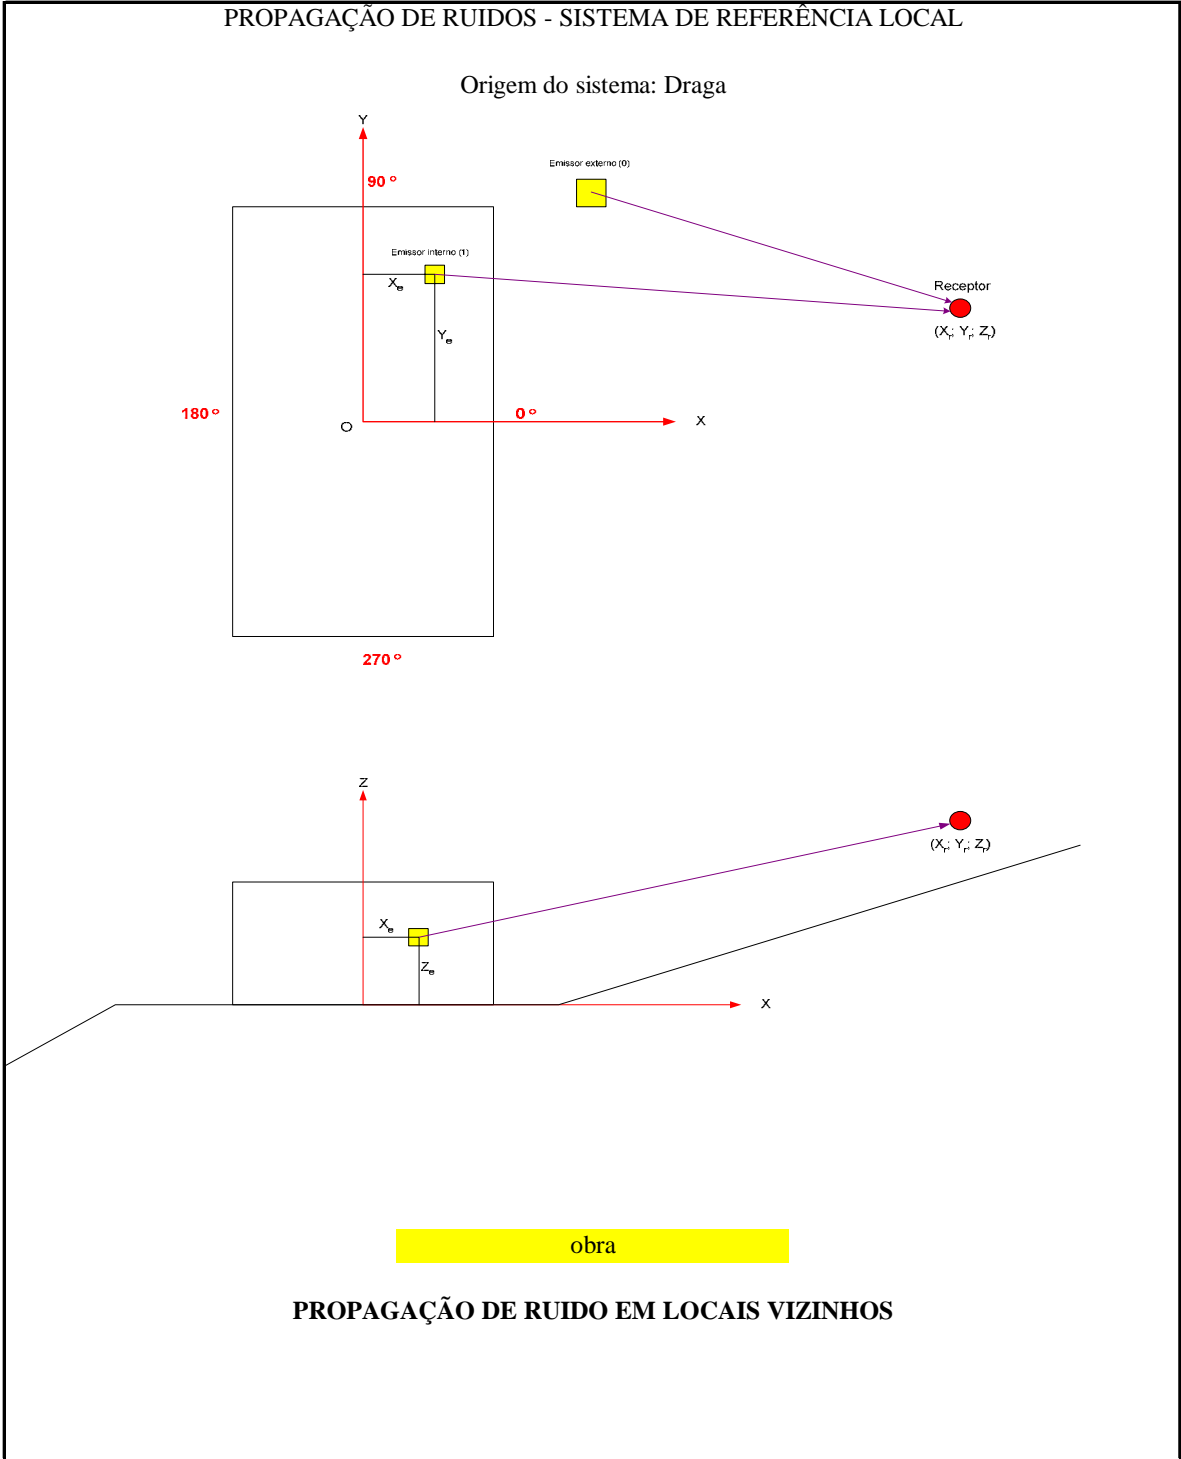 PROPAGAÇÃO DE RUIDOS - SISTEMA DE REFERÊNCIA LOCAL
Origem do sistema: Draga
Y
Emissor externo (0)
90 º
Emissor interno (1)
Xe
Receptor
Ye
(Xr; Yr; Zr)
180 º
0 º
O
X
270 º
Z
(Xr; Yr; Zr)
Xe
Ze
X
obra
PROPAGAÇÃO DE RUIDO EM LOCAIS VIZINHOS